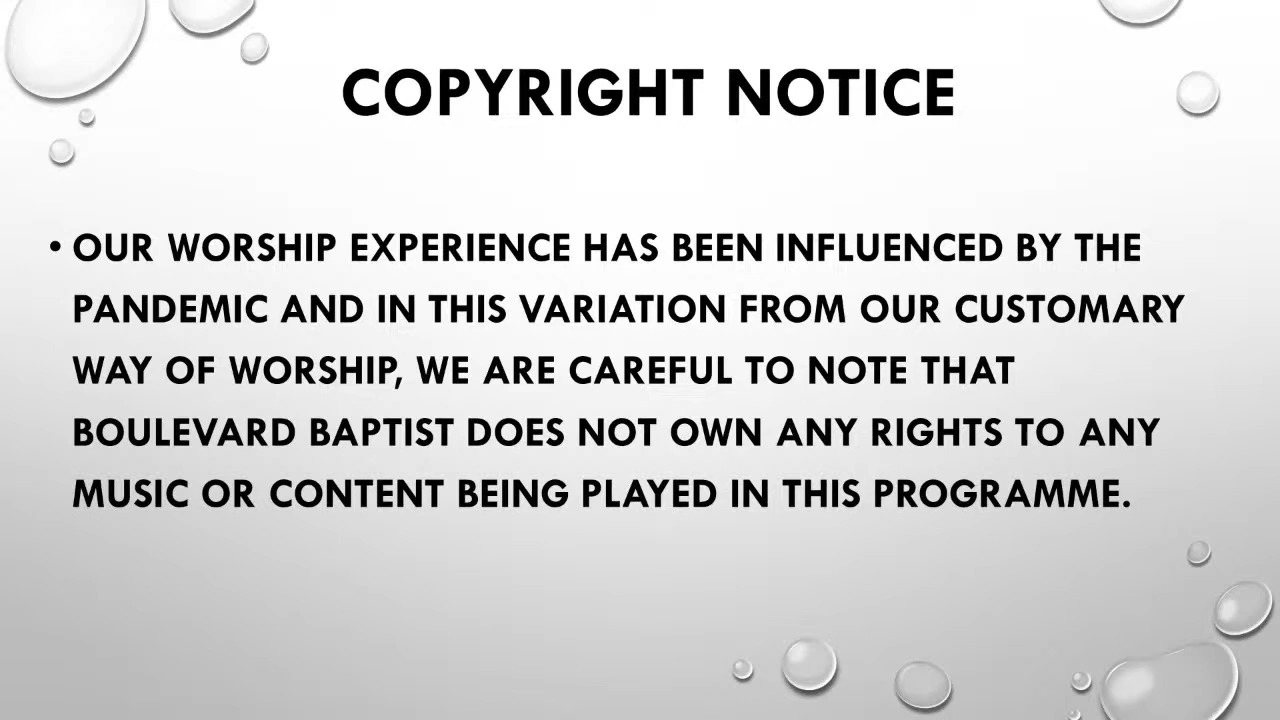 COPYRIGHT NOTICE
• OUR WORSHIP EXPERIENCE HAS BEEN INFLUENCED BY THE
PANDEMIC AND IN THIS VARIATION FROM OUR CUSTOMARY
WAY OF WORSHIP, WE ARE CAREFUL TO NOTE THAT
BOULEVARD BAPTIST DOES NOT OWN ANY RIGHTS TO ANY
MUSIC OR CONTENT BEING PLAYED IN THIS PROGRAMME.